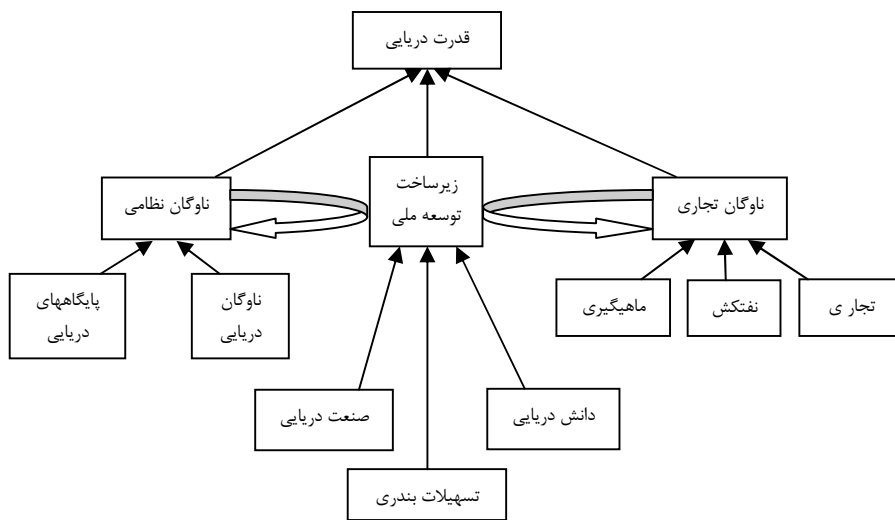 قدرت دریایی
ناوگان تجاری
زیرساخت
توسعه ملی
ناوگان نظامی
تجار ی
نفتکش
ماهیگیری
ناوگان
دریایی
پایگاههای
دریایی
دانش دریایی
صنعت دریایی
تسهیلات بندری